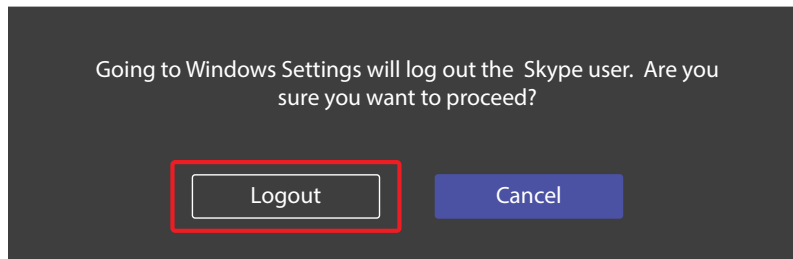 Going to Windows Settings will log out the  Skype user.  Are you
sure you want to proceed?
Logout
Cancel